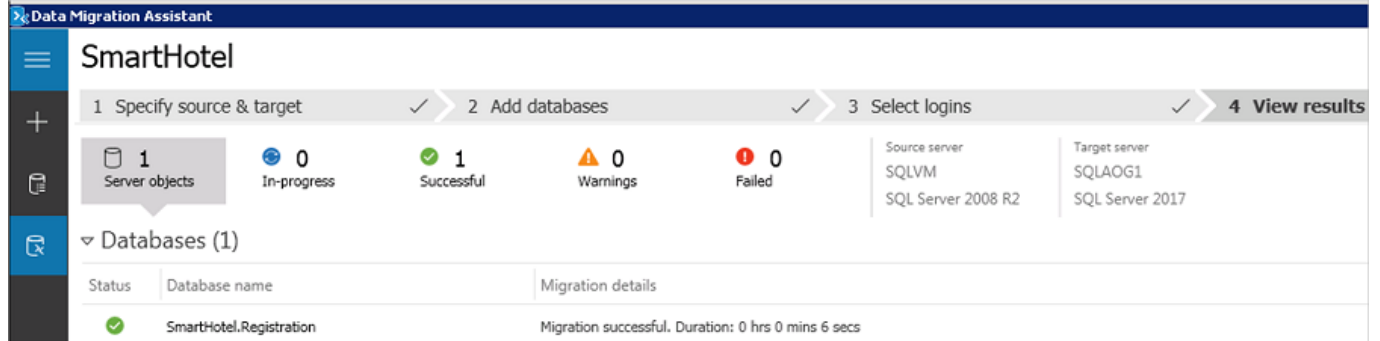 Data Migration Assistant
SmartHotel
1 Specify source & target
2 Add databases
3 Select logins
4 View results
1
Server objects
0
In-progress
1
Successful
0
Warnings
0
Failed
Source server
SQLVM
SQL Server 2008 R2
Target server
SQLAOG1
SQL Server 2017
Databases (1)
Status Database name Migration details
SmartHotel.Registration Migration successful. Duration: 0 hrs 0 mins 6 secs